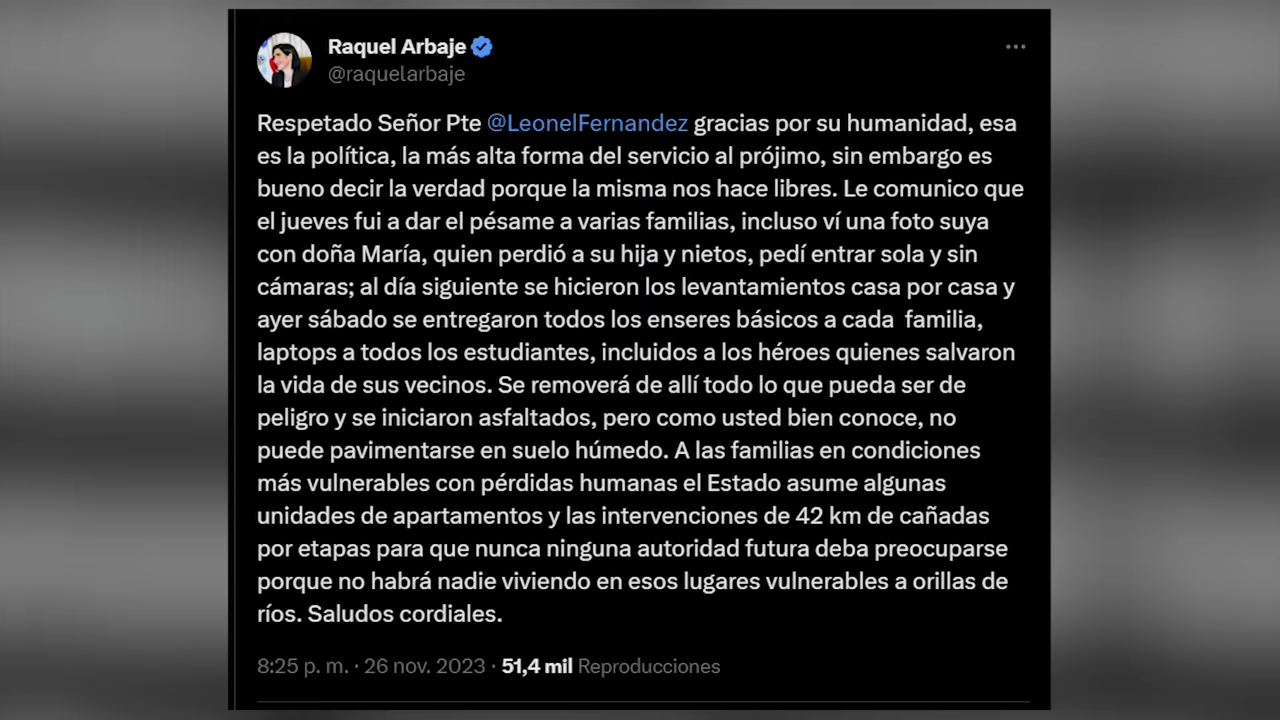 Raquel Arbaje
@raquelarbaje
Respetado Señor Pte @LeonelFernandez gracias por su humanidad, esa
es la política, la más alta forma del servicio al prójimo, sin embargo es
bueno decir la verdad porque la misma nos hace libres. Le comunico que
el jueves fui a dar el pésame a varias familias, incluso ví una foto suya
con doña María, quien perdió a su hija y nietos, pedí entrar sola y sin
cámaras; al día siguiente se hicieron los levantamientos casa por casa y
ayer sábado se entregaron todos los enseres básicos a cada  familia,
laptops a todos los estudiantes, incluidos a los héroes quienes salvaron
la vida de sus vecinos. Se removerá de allí todo lo que pueda ser de
peligro y se iniciaron asfaltados, pero como usted bien conoce, no
puede pavimentarse en suelo húmedo. A las familias en condiciones
más vulnerables con pérdidas humanas el Estado asume algunas
unidades de apartamentos y las intervenciones de 42 km de cañadas
por etapas para que nunca ninguna autoridad futura deba preocuparse
porque no habrá nadie viviendo en esos lugares vulnerables a orillas de
ríos. Saludos cordiales.
8:25 p. m. · 26 nov. 2023 · 51,4 mil Reproducciones